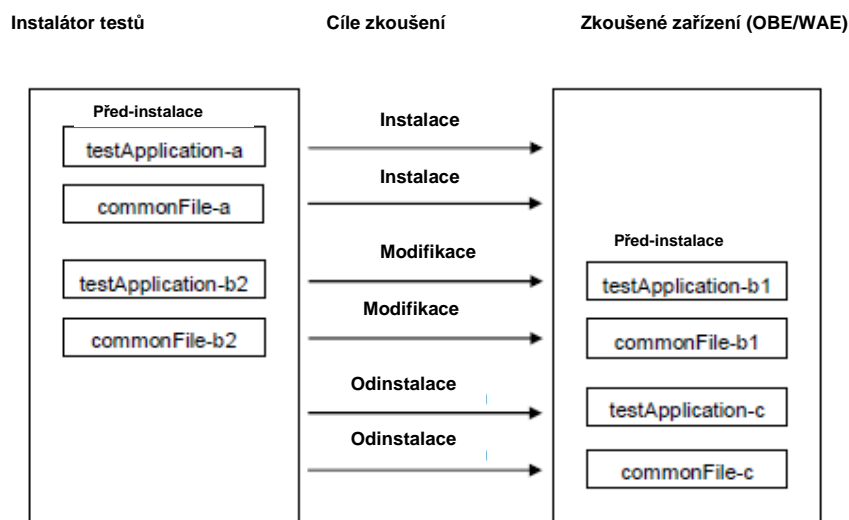 Instalátor testů
Cíle zkoušení
Zkoušené zařízení (OBE/WAE)
Před-instalace
testApplication-a
commonFile-a
testApplication-b2
commonFile-b2
Instalace
Instalace
Modifikace
Modifikace
Odinstalace
Odinstalace
Před-instalace
testApplication-b1
commonFile-b1
testApplication-c
commonFile-c